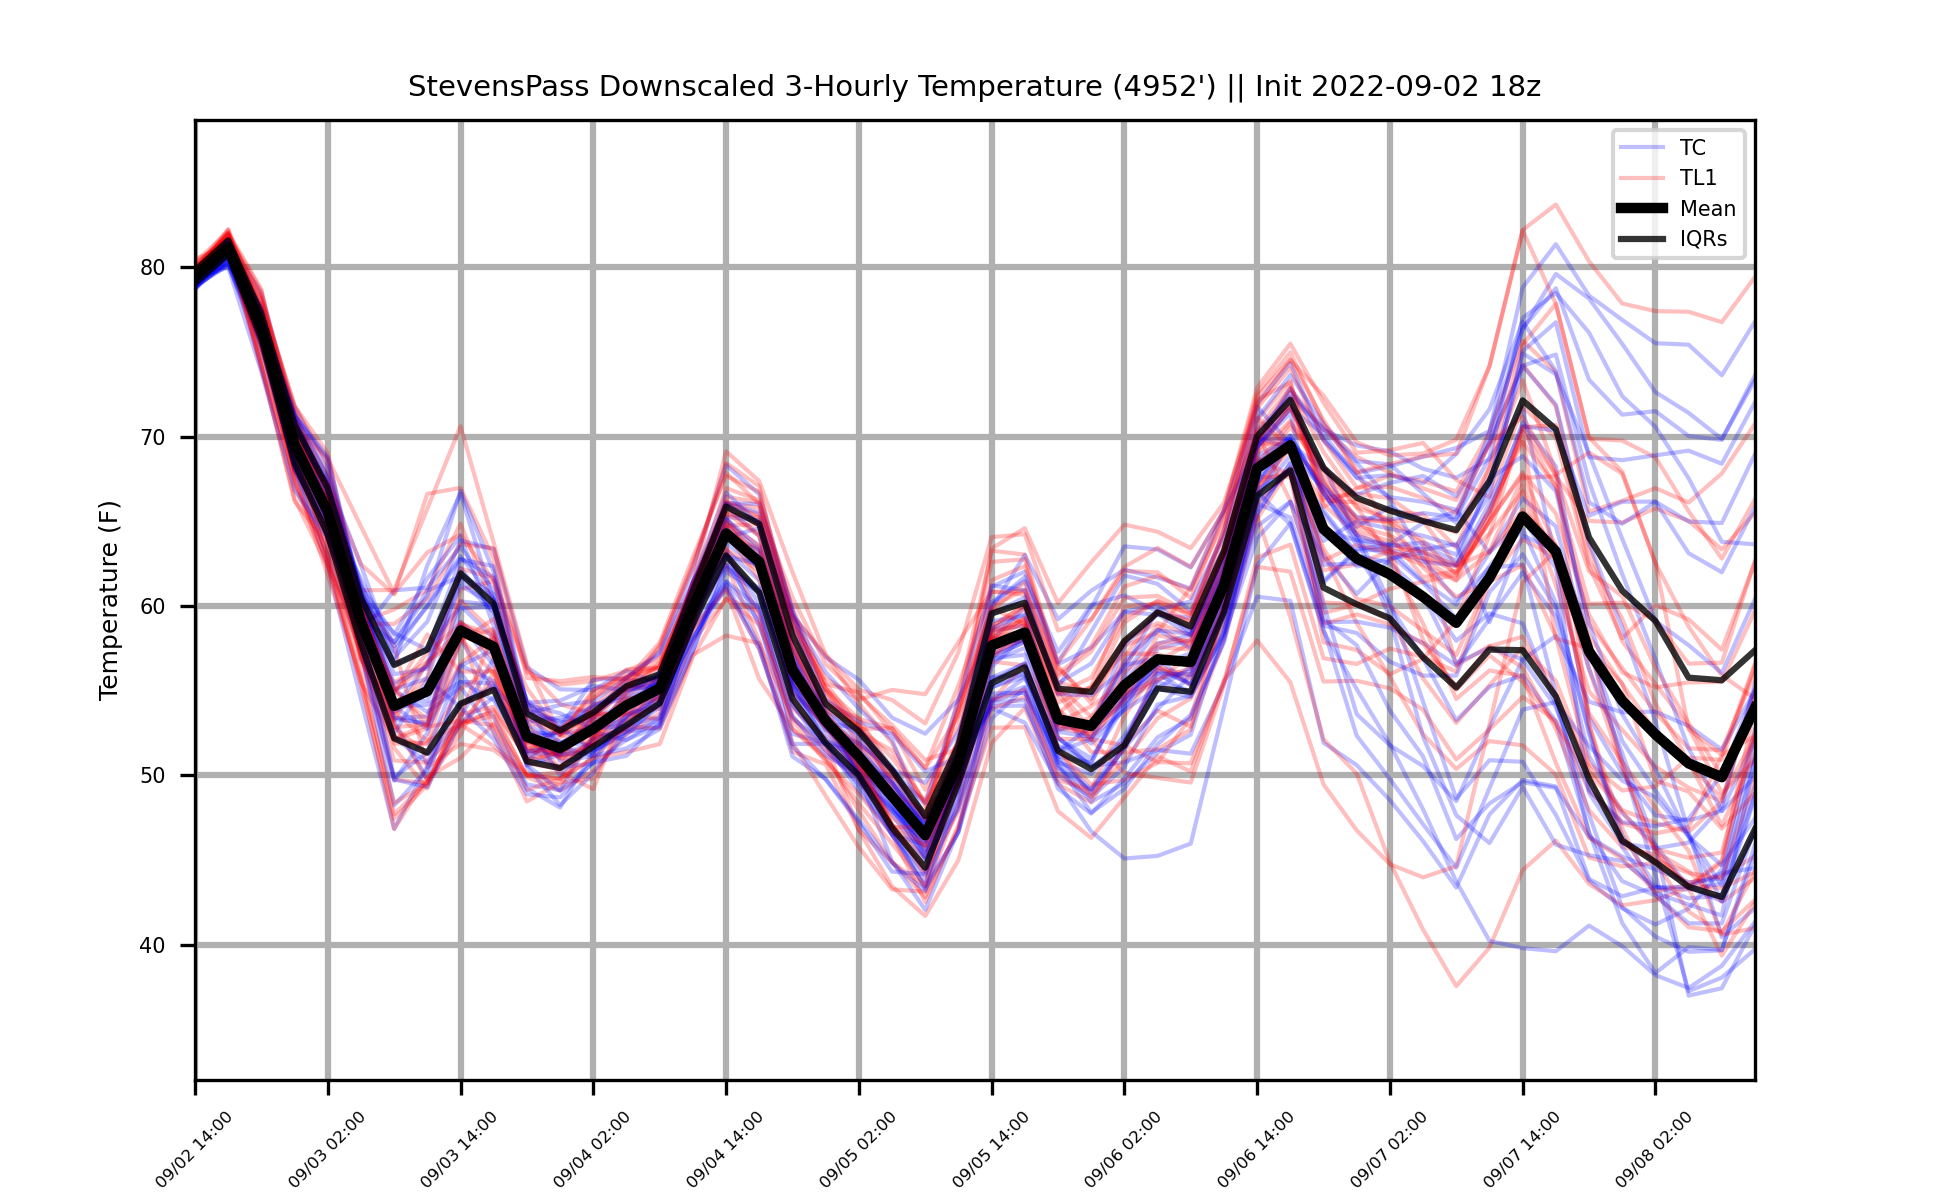 StevensPass Downscaled 3-Hourly Temperature (4952') || Init 2022-09-02 18z
TC
TL1
Mean
IQRs
Temperature (F)
80
70
60
50
40
09/02 14:00
09/03 02:00
09/03 14:00
09/04 02:00
09/04 14:00
09/05 02:00
09/05 14:00
09/06 02:00
09/06 14:00
09/07 02:00
09/07 14:00
09/08 02:00